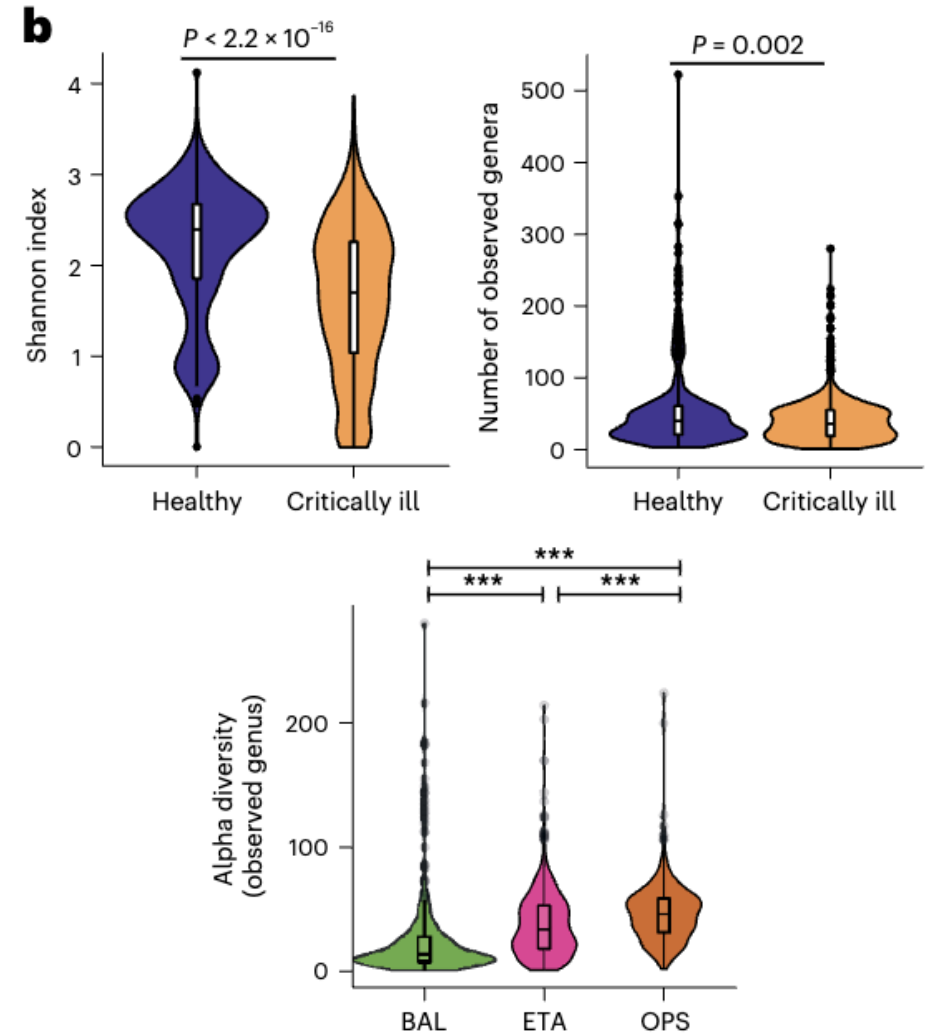 b
P < 2.2 × 10⁻¹⁶
Shannon index
4
3
2
1
0
Healthy
Critically ill
P = 0.002
Number of observed genera
500
400
300
200
100
0
Healthy
Critically ill
***
***
***
Alpha diversity
(observed genus)
200
100
0
BAL
ETA
OPS